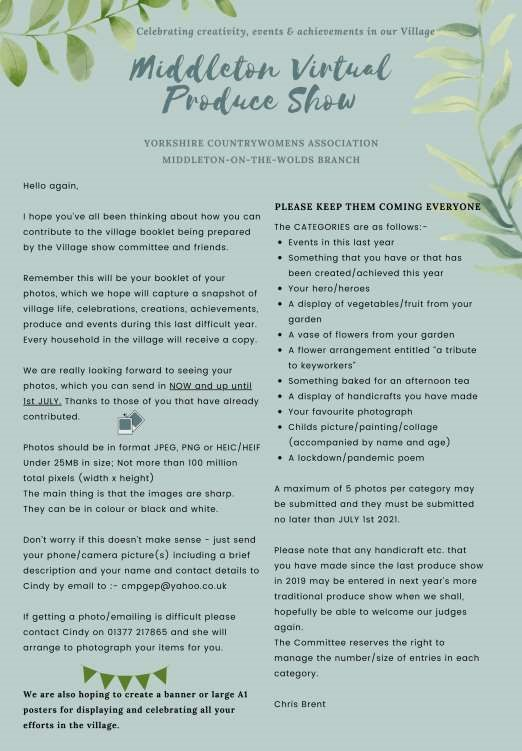 Celebrating creativity, events & achievements in our Village
Middleton Virtual
Produce Show
YORKSHIRE COUNTRYWOMENS ASSOCIATION
MIDDLETON-ON-THE-WOLDS BRANCH
Hello again,
I hope you've all been thinking about how you can
contribute to the village booklet being prepared
by the Village show committee and friends.
Remember this will be your booklet of your
photos, which we hope will capture a snapshot of
village life, celebrations, creations, achievements,
produce and events during this last difficult year.
Every household in the village will receive a copy.
We are really looking forward to seeing your
photos, which you can send in NOW and up until
1st JULY. Thanks to those of you that have already
contributed.
Photos should be in format JPEG, PNG or HEIC/HEIF
Under 25MB in size; Not more than 100 million
total pixels (width x height)
The main thing is that the images are sharp.
They can be in colour or black and white.
Don't worry if this doesn't make sense - just send
your phone/camera picture(s) including a brief
description and your name and contact details to
Cindy by email to :- cmpgep@yahoo.co.uk
If getting a photo/emailing is difficult please
contact Cindy on 01377 217865 and she will
arrange to photograph your items for you.
We are also hoping to create a banner or large A1
posters for displaying and celebrating all your
efforts in the village.
PLEASE KEEP THEM COMING EVERYONE
The CATEGORIES are as follows:-
• Events in this last year
• Something that you have or that has
been created/achieved this year
• Your hero/heroes
• A display of vegetables/fruit from your
garden
• A vase of flowers from your garden
• A flower arrangement entitled "a tribute
to keyworkers"
• Something baked for an afternoon tea
• A display of handicrafts you have made
• Your favourite photograph
• Childs picture/painting/collage
(accompanied by name and age)
• A lockdown/pandemic poem
A maximum of 5 photos per category may
be submitted and they must be submitted
no later than JULY 1st 2021.
Please note that any handicraft etc. that
you have made since the last produce show
in 2019 may be entered in next year's more
traditional produce show when we shall,
hopefully be able to welcome our judges
again.
The Committee reserves the right to
manage the number/size of entries in each
category.
Chris Brent